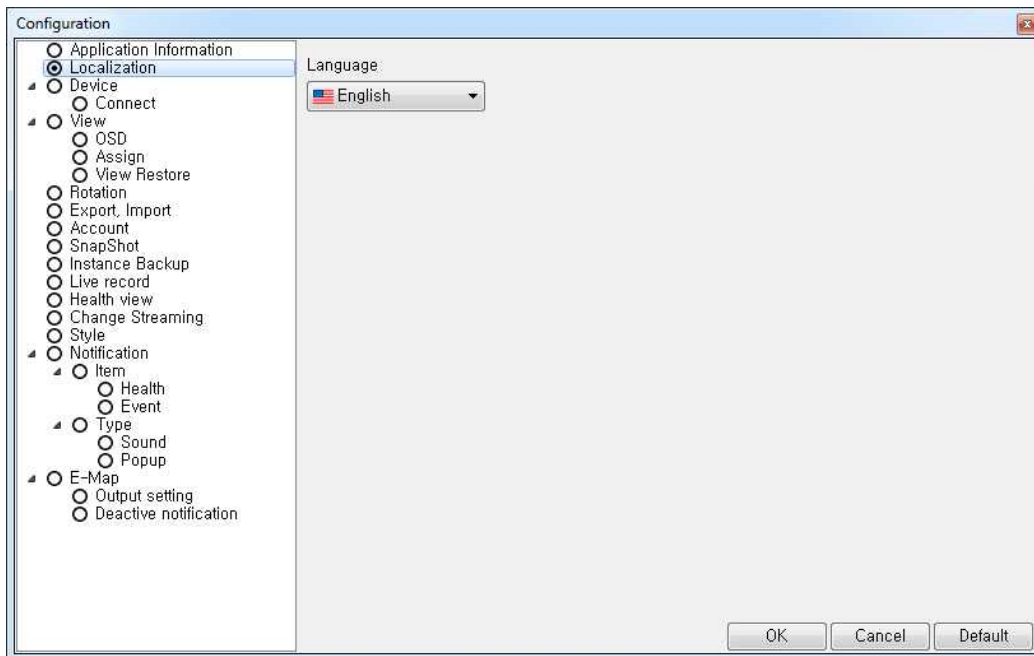 Configuration
Application Information
Localization
Device
Connect
View
OSD
Assign
View Restore
Rotation
Export, Import
Account
SnapShot
Instance Backup
Live record
Health view
Change Streaming
Style
Notification
Item
Health
Event
Type
Sound
Popup
E-Map
Output setting
Deactive notification
Language
English
OK
Cancel
Default